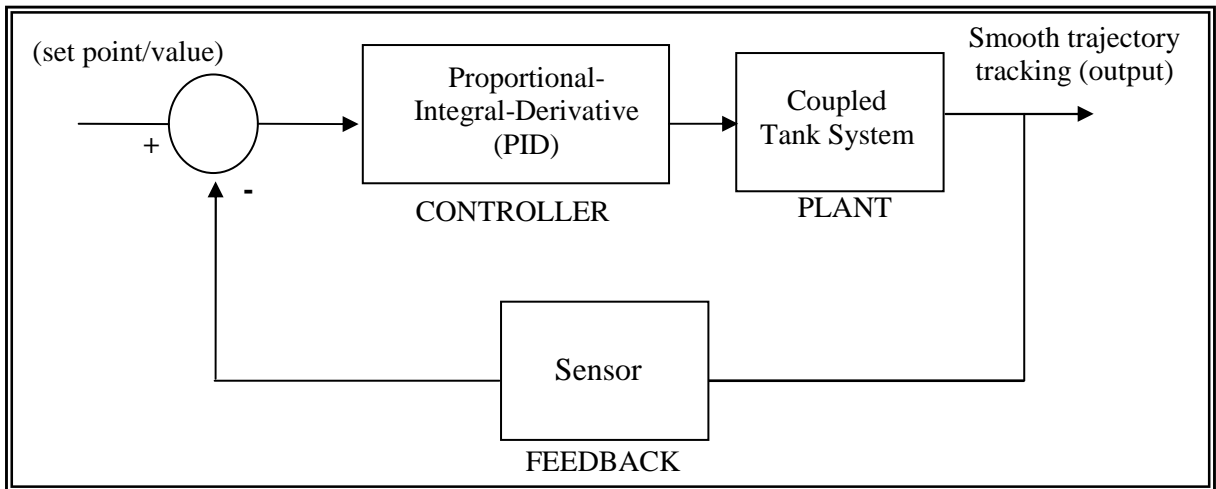 (set point/value)
+
-
Proportional-
Integral-Derivative
(PID)
CONTROLLER
Coupled
Tank System
PLANT
Smooth trajectory
tracking (output)
Sensor
FEEDBACK